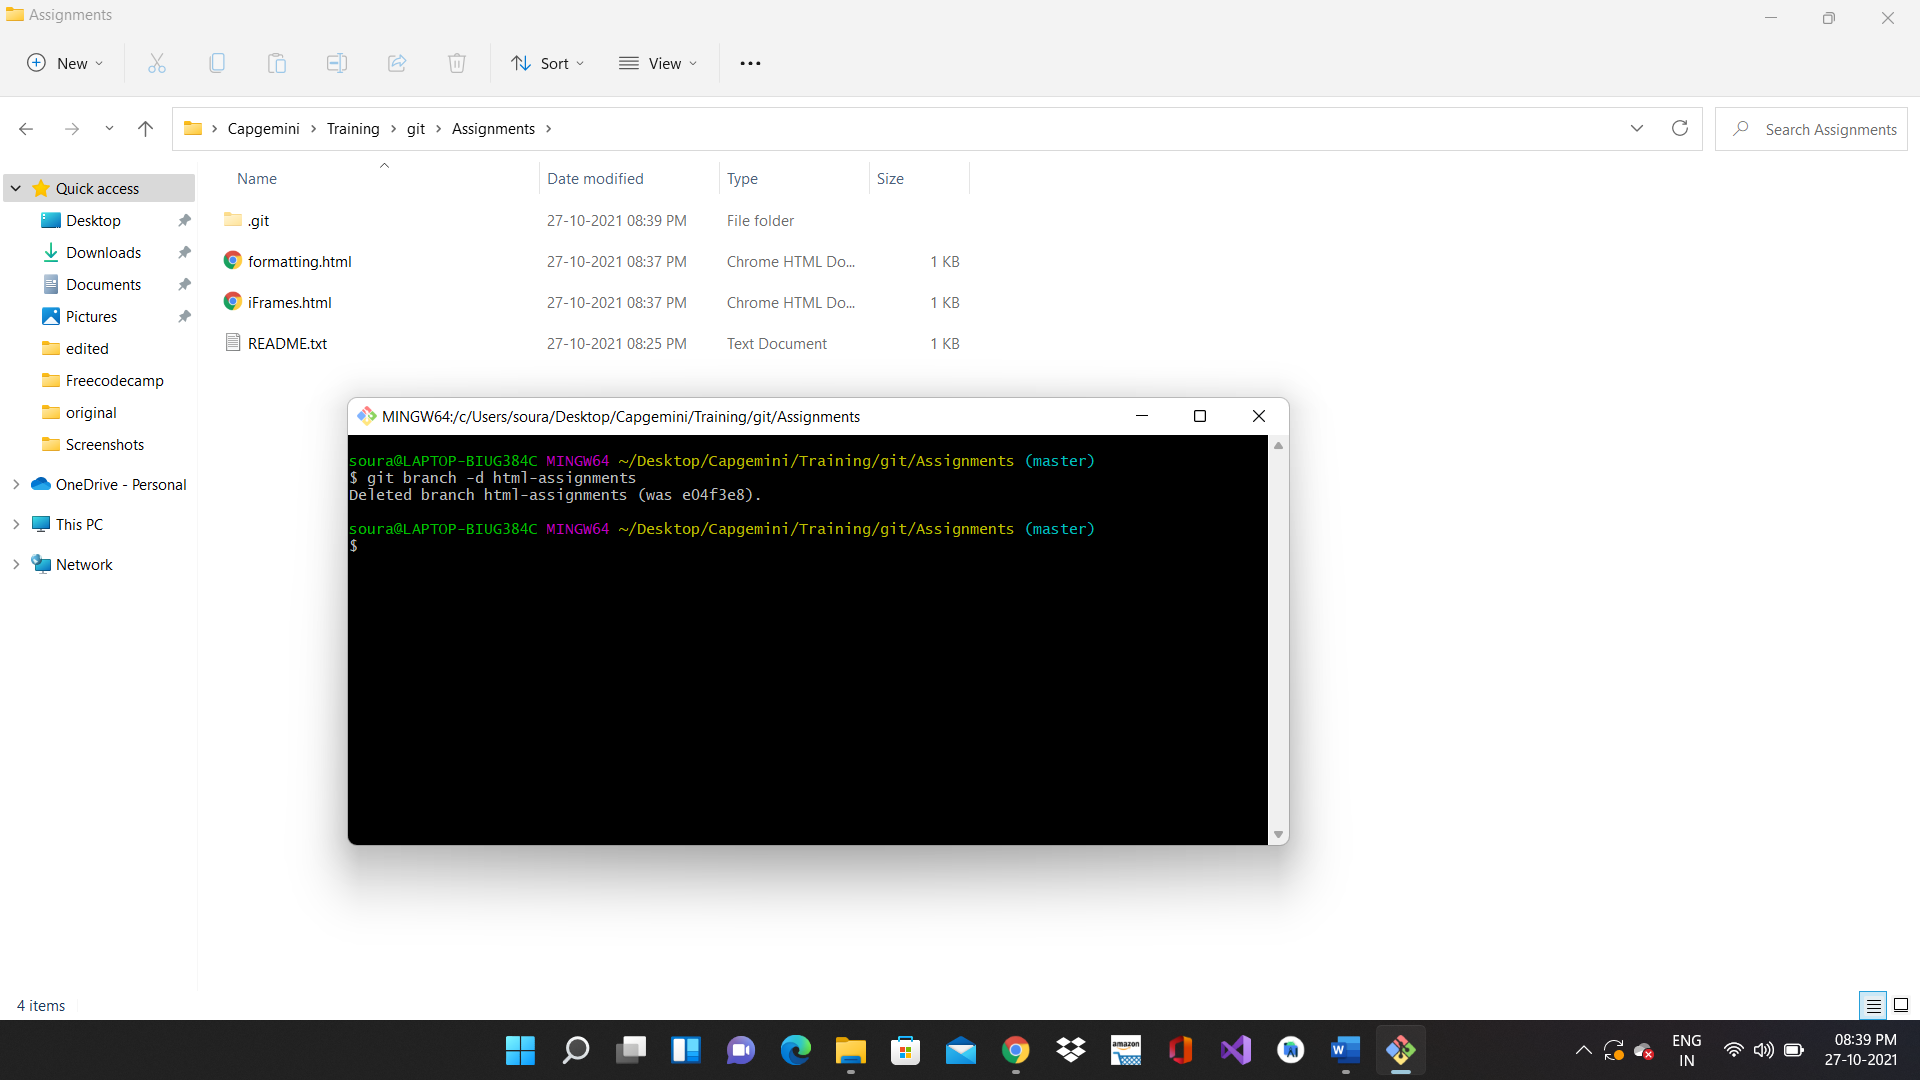 Assignments
New
Sort
View
Capgemini > Training > git > Assignments >
Search Assignments
Name Date modified Type Size
Quick access
Desktop
Downloads
Documents
Pictures
edited
Freecodecamp
original
Screenshots
OneDrive - Personal
This PC
Network
.git 27-10-2021 08:39 PM File folder
formatting.html 27-10-2021 08:37 PM Chrome HTML Do... 1 KB
iFrames.html 27-10-2021 08:37 PM Chrome HTML Do... 1 KB
README.txt 27-10-2021 08:25 PM Text Document 1 KB
MINGW64:/c/Users/soura/Desktop/Capgemini/Training/git/Assignments
soura@LAPTOP-BIUG384C MINGW64 ~/Desktop/Capgemini/Training/git/Assignments (master)
$ git branch -d html-assignments
Deleted branch html-assignments (was e04f3e8).
soura@LAPTOP-BIUG384C MINGW64 ~/Desktop/Capgemini/Training/git/Assignments (master)
$
4 items
amazon
ENG
IN
08:39 PM
27-10-2021